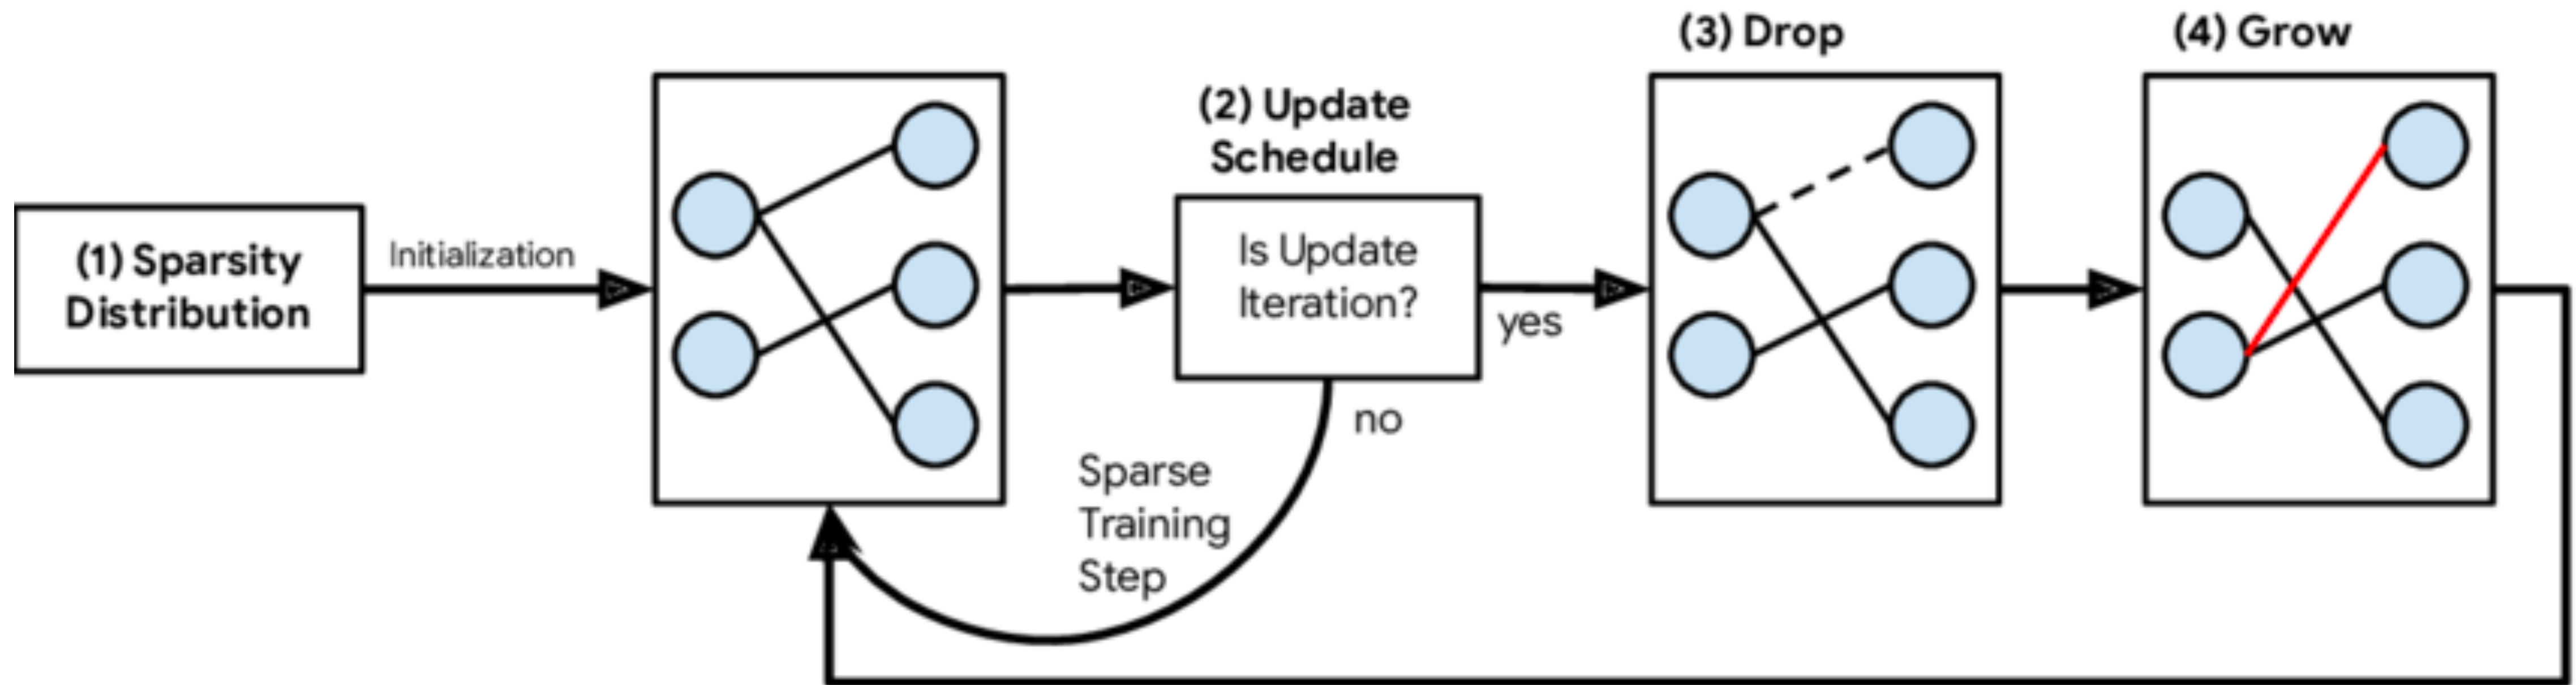 (1) Sparsity
Distribution
Initialization
(2) Update
Schedule
Is Update
Iteration?
yes
no
Sparse
Training
Step
(3) Drop
(4) Grow